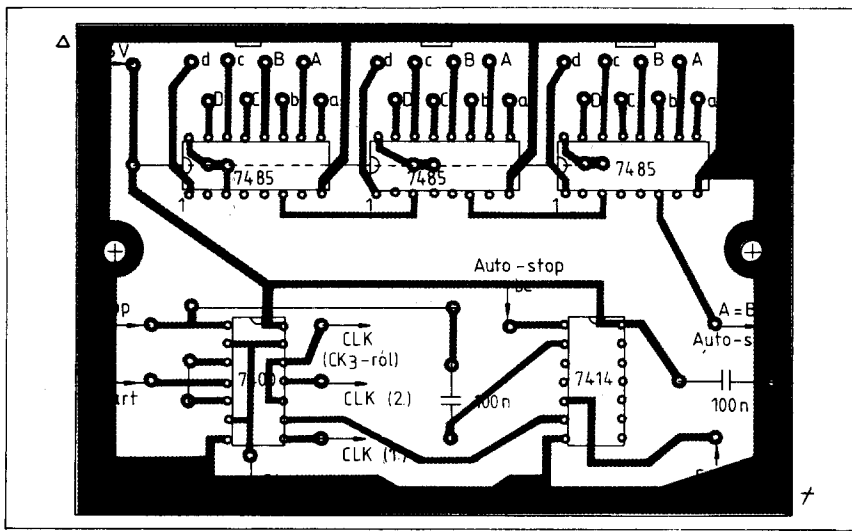 d c B A d c B A d c B A
D C b a D C b a D C b a
7485 7485 7485
1 1 1
Auto-stop
be
A=B
CLK
(CK3-ról)
7400
7414
CLK (2.)
100n
100n
CLK (1.)